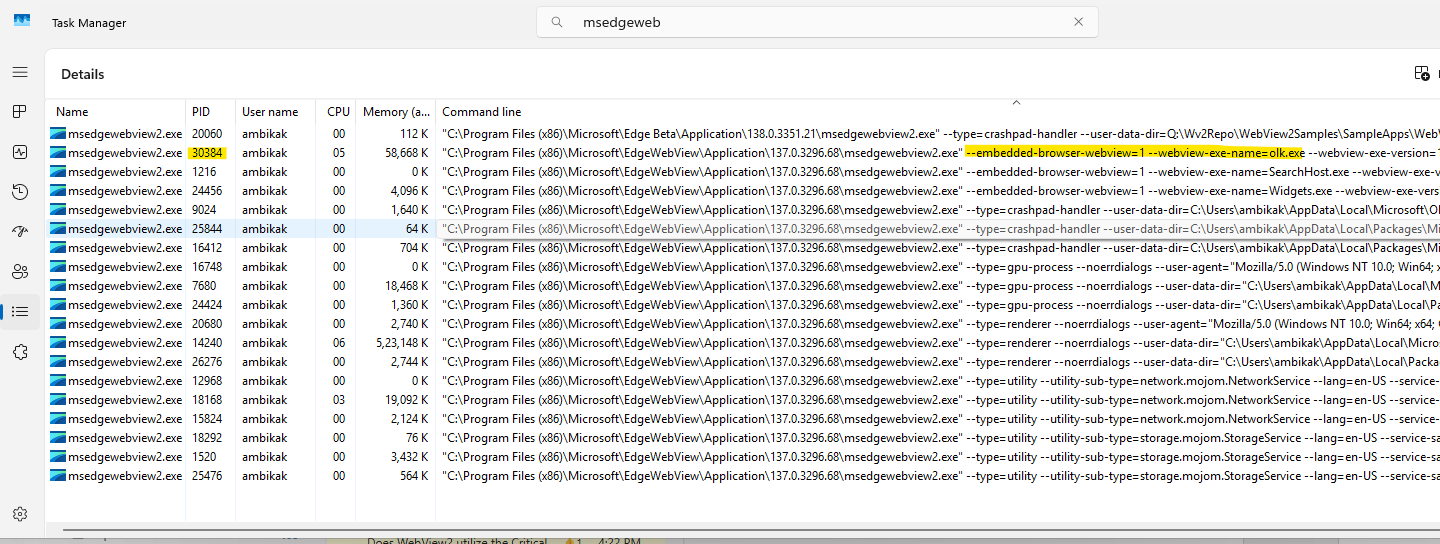 Task Manager
msedgeweb
Details
Name PID User name CPU Memory (a... Command line
msedgewebview2.exe 20060 ambikak 00 112 K "C:\Program Files (x86)\Microsoft\Edge Beta\Application\138.0.3351.21\msedgewebview2.exe" --type=crashpad-handler --user-data-dir=Q:\Wv2Repo\WebView2Samples\SampleApps\WebV
msedgewebview2.exe 30384 ambikak 05 58,668 K "C:\Program Files (x86)\Microsoft\EdgeWebView\Application\137.0.3296.68\msedgewebview2.exe" --embedded-browser-webview=1 --webview-exe-name=olk.exe --webview-exe-version=1
msedgewebview2.exe 1216 ambikak 00 0 K "C:\Program Files (x86)\Microsoft\EdgeWebView\Application\137.0.3296.68\msedgewebview2.exe" --embedded-browser-webview=1 --webview-exe-name=SearchHost.exe --webview-exe-v
msedgewebview2.exe 24456 ambikak 00 4,096 K "C:\Program Files (x86)\Microsoft\EdgeWebView\Application\137.0.3296.68\msedgewebview2.exe" --embedded-browser-webview=1 --webview-exe-name=Widgets.exe --webview-exe-vers
msedgewebview2.exe 9024 ambikak 00 1,640 K "C:\Program Files (x86)\Microsoft\EdgeWebView\Application\137.0.3296.68\msedgewebview2.exe" --type=crashpad-handler --user-data-dir=C:\Users\ambikak\AppData\Local\Microsoft\Ol
msedgewebview2.exe 25844 ambikak 00 64 K "C:\Program Files (x86)\Microsoft\EdgeWebView\Application\137.0.3296.68\msedgewebview2.exe" --type=crashpad-handler --user-data-dir=C:\Users\ambikak\AppData\Local\Packages\Mi
msedgewebview2.exe 16412 ambikak 00 704 K "C:\Program Files (x86)\Microsoft\EdgeWebView\Application\137.0.3296.68\msedgewebview2.exe" --type=crashpad-handler --user-data-dir=C:\Users\ambikak\AppData\Local\Packages\Mi
msedgewebview2.exe 16748 ambikak 00 0 K "C:\Program Files (x86)\Microsoft\EdgeWebView\Application\137.0.3296.68\msedgewebview2.exe" --type=gpu-process --noerrdialogs --user-agent="Mozilla/5.0 (Windows NT 10.0; Win64; x
msedgewebview2.exe 7680 ambikak 00 18,468 K "C:\Program Files (x86)\Microsoft\EdgeWebView\Application\137.0.3296.68\msedgewebview2.exe" --type=gpu-process --noerrdialogs --user-data-dir="C:\Users\ambikak\AppData\Local\M
msedgewebview2.exe 24424 ambikak 00 1,360 K "C:\Program Files (x86)\Microsoft\EdgeWebView\Application\137.0.3296.68\msedgewebview2.exe" --type=gpu-process --noerrdialogs --user-data-dir="C:\Users\ambikak\AppData\Local\Pa
msedgewebview2.exe 20680 ambikak 00 2,740 K "C:\Program Files (x86)\Microsoft\EdgeWebView\Application\137.0.3296.68\msedgewebview2.exe" --type=renderer --noerrdialogs --user-agent="Mozilla/5.0 (Windows NT 10.0; Win64; x64; C
msedgewebview2.exe 14240 ambikak 06 5,23,148 K "C:\Program Files (x86)\Microsoft\EdgeWebView\Application\137.0.3296.68\msedgewebview2.exe" --type=renderer --noerrdialogs --user-data-dir="C:\Users\ambikak\AppData\Local\Micros
msedgewebview2.exe 26276 ambikak 00 2,744 K "C:\Program Files (x86)\Microsoft\EdgeWebView\Application\137.0.3296.68\msedgewebview2.exe" --type=renderer --noerrdialogs --user-data-dir="C:\Users\ambikak\AppData\Local\Packa
msedgewebview2.exe 12968 ambikak 00 0 K "C:\Program Files (x86)\Microsoft\EdgeWebView\Application\137.0.3296.68\msedgewebview2.exe" --type=utility --utility-sub-type=network.mojom.NetworkService --lang=en-US --service-
msedgewebview2.exe 18168 ambikak 03 19,092 K "C:\Program Files (x86)\Microsoft\EdgeWebView\Application\137.0.3296.68\msedgewebview2.exe" --type=utility --utility-sub-type=network.mojom.NetworkService --lang=en-US --service-
msedgewebview2.exe 15824 ambikak 00 2,124 K "C:\Program Files (x86)\Microsoft\EdgeWebView\Application\137.0.3296.68\msedgewebview2.exe" --type=utility --utility-sub-type=network.mojom.NetworkService --lang=en-US --service-
msedgewebview2.exe 18292 ambikak 00 76 K "C:\Program Files (x86)\Microsoft\EdgeWebView\Application\137.0.3296.68\msedgewebview2.exe" --type=utility --utility-sub-type=storage.mojom.StorageService --lang=en-US --service-sa
msedgewebview2.exe 1520 ambikak 00 3,432 K "C:\Program Files (x86)\Microsoft\EdgeWebView\Application\137.0.3296.68\msedgewebview2.exe" --type=utility --utility-sub-type=storage.mojom.StorageService --lang=en-US --service-sa
msedgewebview2.exe 25476 ambikak 00 564 K "C:\Program Files (x86)\Microsoft\EdgeWebView\Application\137.0.3296.68\msedgewebview2.exe" --type=utility --utility-sub-type=storage.mojom.StorageService --lang=en-US --service-sa
Does WebView2 utilize the Critical 1 4:22 PM